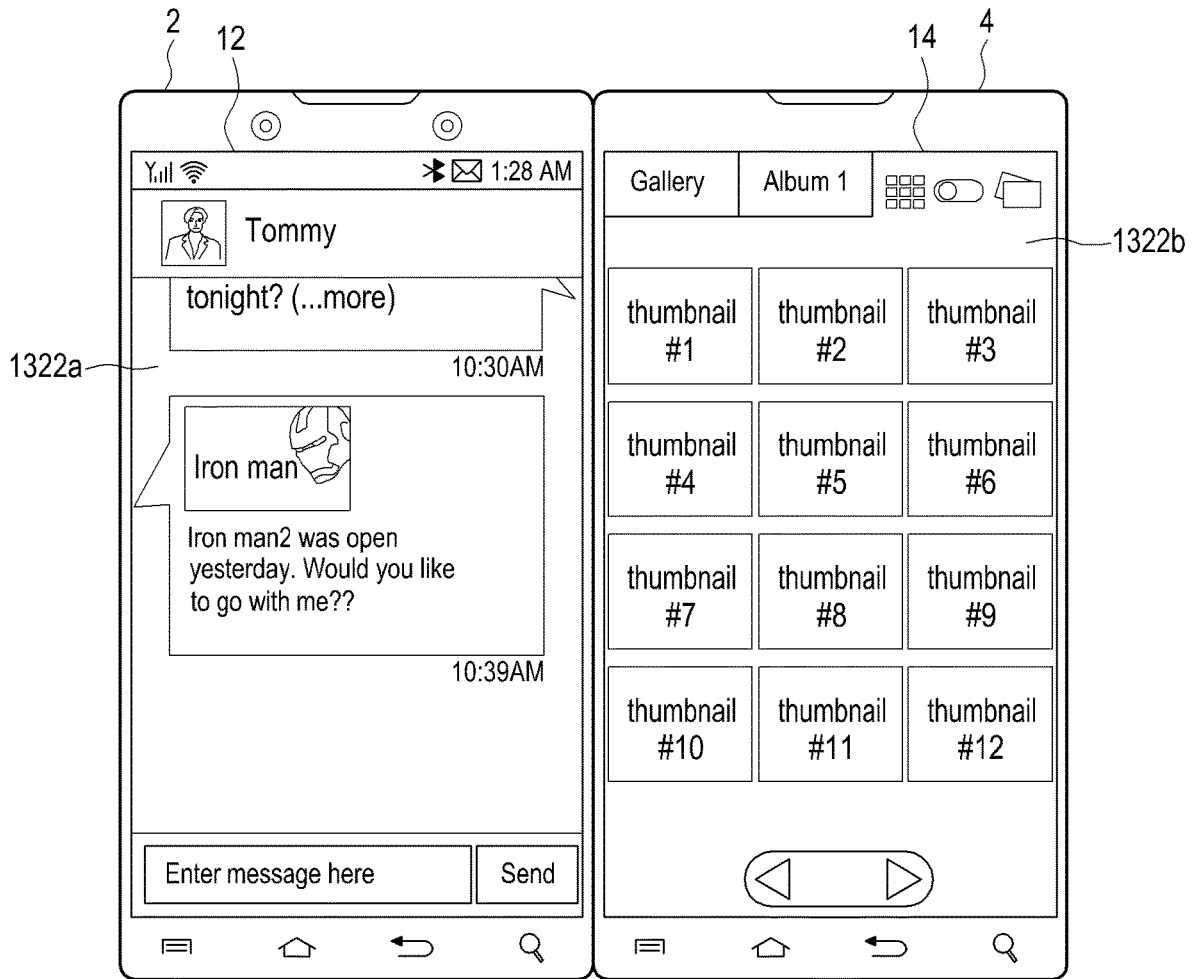 2
12
14
4
1:28 AM
Tommy
tonight? (...more)
10:30AM
1322a
Iron man
Iron man2 was open
yesterday. Would you like
to go with me??
10:39AM
Enter message here
Send
Gallery
Album 1
1322b
thumbnail
#1
thumbnail
#2
thumbnail
#3
thumbnail
#4
thumbnail
#5
thumbnail
#6
thumbnail
#7
thumbnail
#8
thumbnail
#9
thumbnail
#10
thumbnail
#11
thumbnail
#12